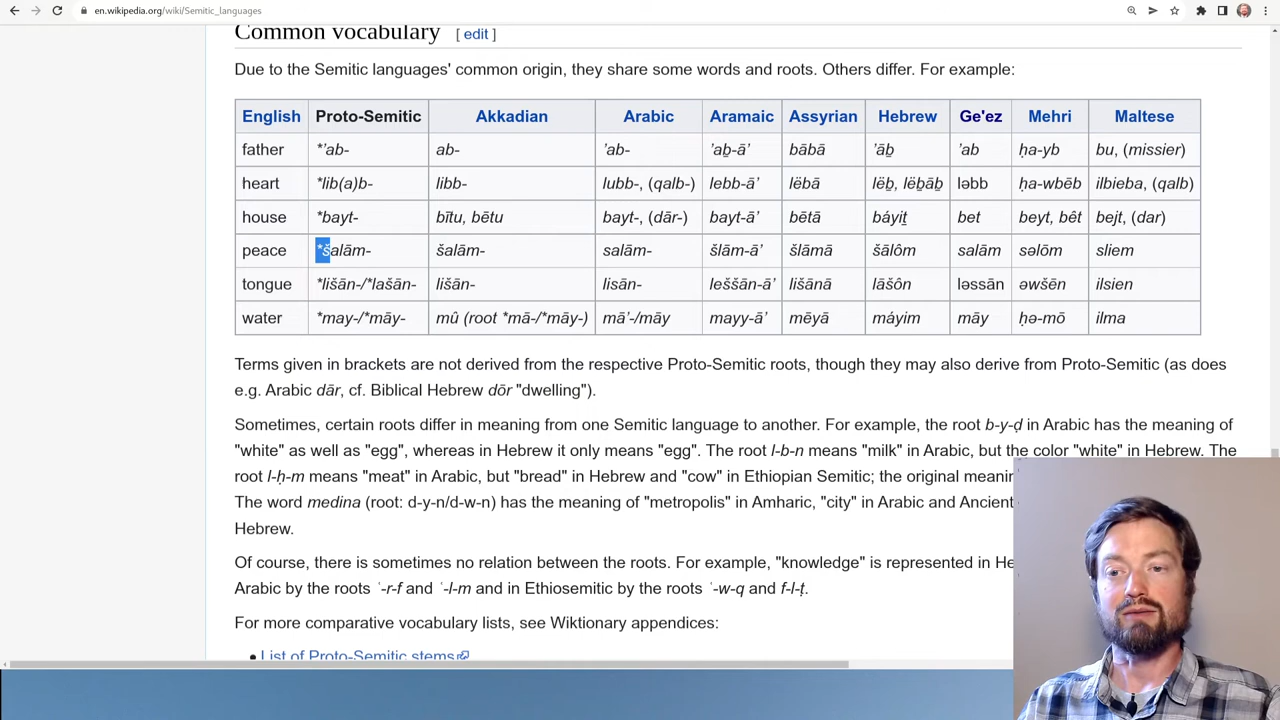 en.wikipedia.org/wiki/Semitic_languages
Common vocabulary [ edit ]
Due to the Semitic languages' common origin, they share some words and roots. Others differ. For example:
English Proto-Semitic Akkadian Arabic Aramaic Assyrian Hebrew Ge'ez Mehri Maltese
father *ʼab- ab- ʼab- ʼaḇ-āʼ bābā ʼāḇ ʼab ḥa-yb bu, (missier)
heart *lib(a)b- libb- lubb-, (qalb-) lebb-āʼ lëbā lëḇ, lëḇāḇ ləbb ḥa-wbēb ilbieba, (qalb)
house *bayt- bītu, bētu bayt-, (dār-) bayt-āʼ bētā báyiṯ bet beyt, bêt bejt, (dar)
peace *šalām- šalām- salām- šlām-āʼ šlāmā šālôm salām səlōm sliem
tongue *lišān-/*lašān- lišān- lisān- leššān-āʼ lišānā lāšôn ləssān əwšēn ilsien
water *may-/*māy- mû (root *mā-/*māy-) māʼ-/māy mayy-āʼ mēyā máyim māy ḥə-mō ilma
Terms given in brackets are not derived from the respective Proto-Semitic roots, though they may also derive from Proto-Semitic (as does
e.g. Arabic dār, cf. Biblical Hebrew dōr "dwelling").
Sometimes, certain roots differ in meaning from one Semitic language to another. For example, the root b-y-ḍ in Arabic has the meaning of
"white" as well as "egg", whereas in Hebrew it only means "egg". The root l-b-n means "milk" in Arabic, but the color "white" in Hebrew. The
root l-ḥ-m means "meat" in Arabic, but "bread" in Hebrew and "cow" in Ethiopian Semitic; the original
The word medina (root: d-y-n/d-w-n) has the meaning of "metropolis" in Amharic, "city" in Arabic and Ancient
Hebrew.
Of course, there is sometimes no relation between the roots. For example, "knowledge" is represented in
Arabic by the roots ʿ-r-f and ʿ-l-m and in Ethiosemitic by the roots ʿ-w-q and f-l-ṭ.
For more comparative vocabulary lists, see Wiktionary appendices:
• List of Proto-Semitic stems